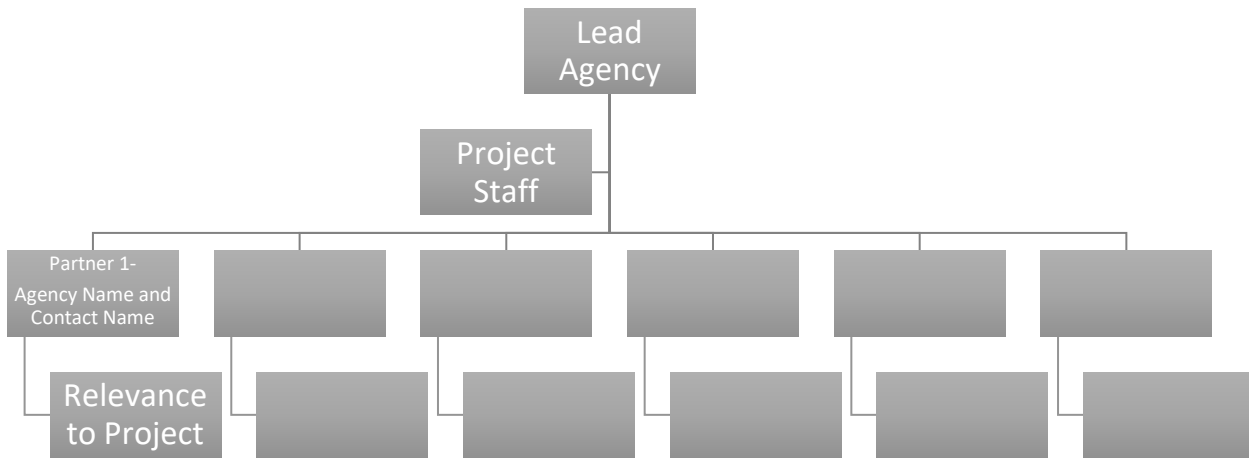 Lead
Agency
Project
Staff
Partner 1-
Agency Name and
Contact Name
Relevance
to Project